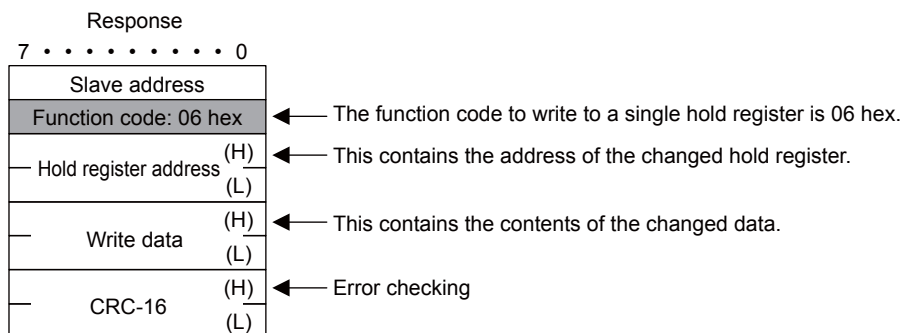 Response
7 • • • • • • • • • 0
Slave address
Function code: 06 hex
The function code to write to a single hold register is 06 hex.
Hold register address
(H)
(L)
This contains the address of the changed hold register.
Write data
(H)
(L)
This contains the contents of the changed data.
CRC-16
(H)
(L)
Error checking